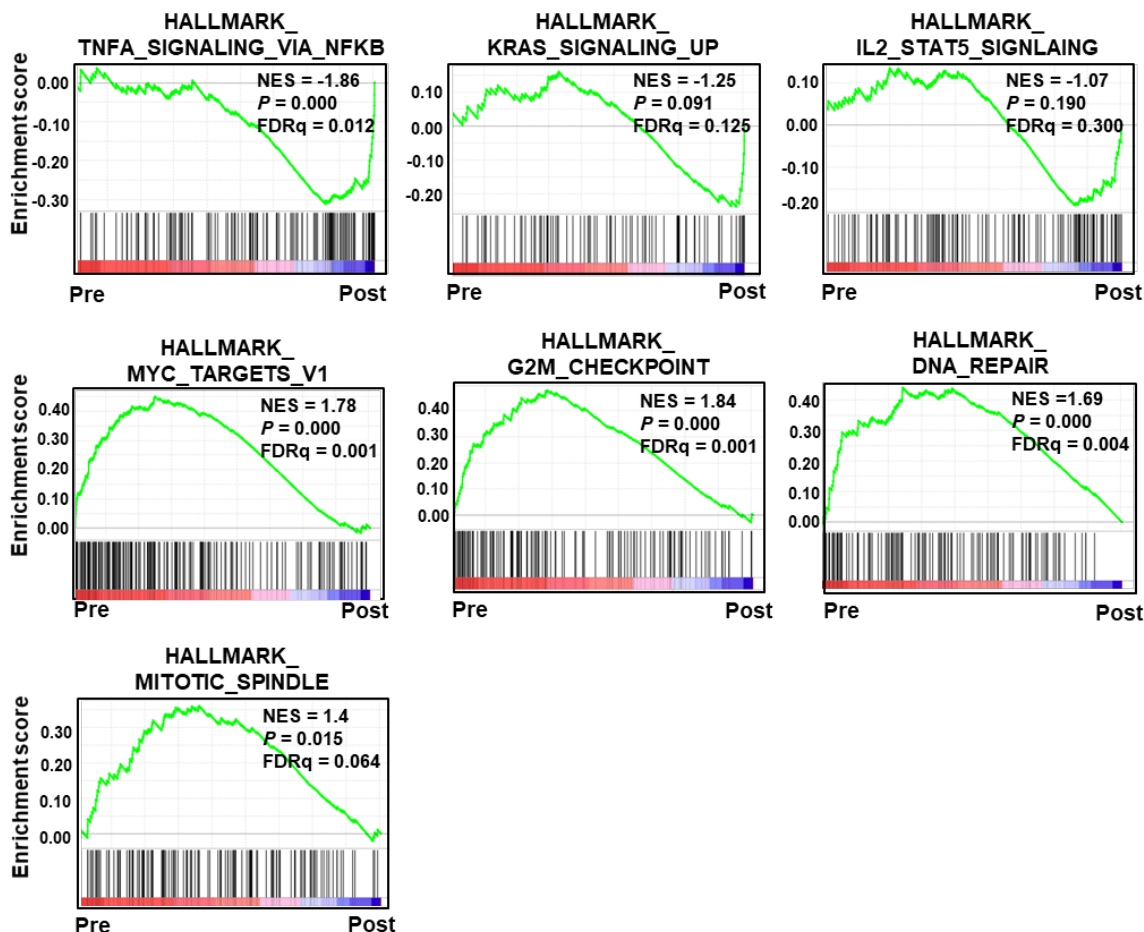 HALLMARK_
TNFA_SIGNALING_VIA_NFKB
Enrichmentscore
0.00
-0.10
-0.20
-0.30
NES = -1.86
P = 0.000
FDRq = 0.012
Pre
Post
HALLMARK_
KRAS_SIGNALING_UP
0.10
0.00
-0.10
-0.20
NES = -1.25
P = 0.091
FDRq = 0.125
Pre
Post
HALLMARK_
IL2_STAT5_SIGNLAING
0.10
0.00
-0.10
-0.20
NES = -1.07
P = 0.190
FDRq = 0.300
Pre
Post
HALLMARK_
MYC_TARGETS_V1
Enrichmentscore
0.40
0.30
0.20
0.10
0.00
NES = 1.78
P = 0.000
FDRq = 0.001
Pre
Post
HALLMARK_
G2M_CHECKPOINT
0.40
0.30
0.20
0.10
0.00
NES = 1.84
P = 0.000
FDRq = 0.001
Pre
Post
HALLMARK_
DNA_REPAIR
0.40
0.30
0.20
0.10
0.00
NES =1.69
P = 0.000
FDRq = 0.004
Pre
Post
HALLMARK_
MITOTIC_SPINDLE
Enrichmentscore
0.30
0.20
0.10
0.00
NES = 1.4
P = 0.015
FDRq = 0.064
Pre
Post